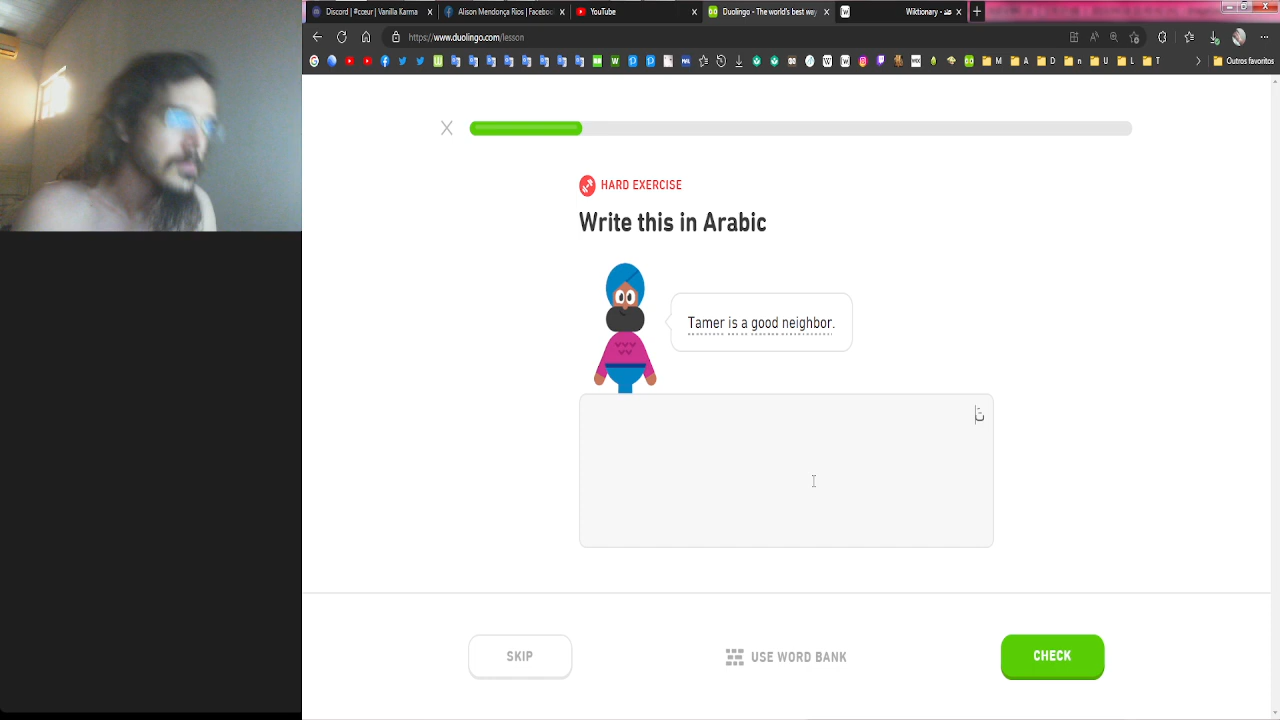 Discord | #cœur | Vanilla Karma
Alison Mendonça Rios | Facebo
YouTube
Duolingo - The world's best way
Wiktionary
https://www.duolingo.com/lesson
M
A
D
n
U
L
T
Outros favoritos
X
HARD EXERCISE
Write this in Arabic
Tamer is a good neighbor.
تَ
SKIP
USE WORD BANK
CHECK